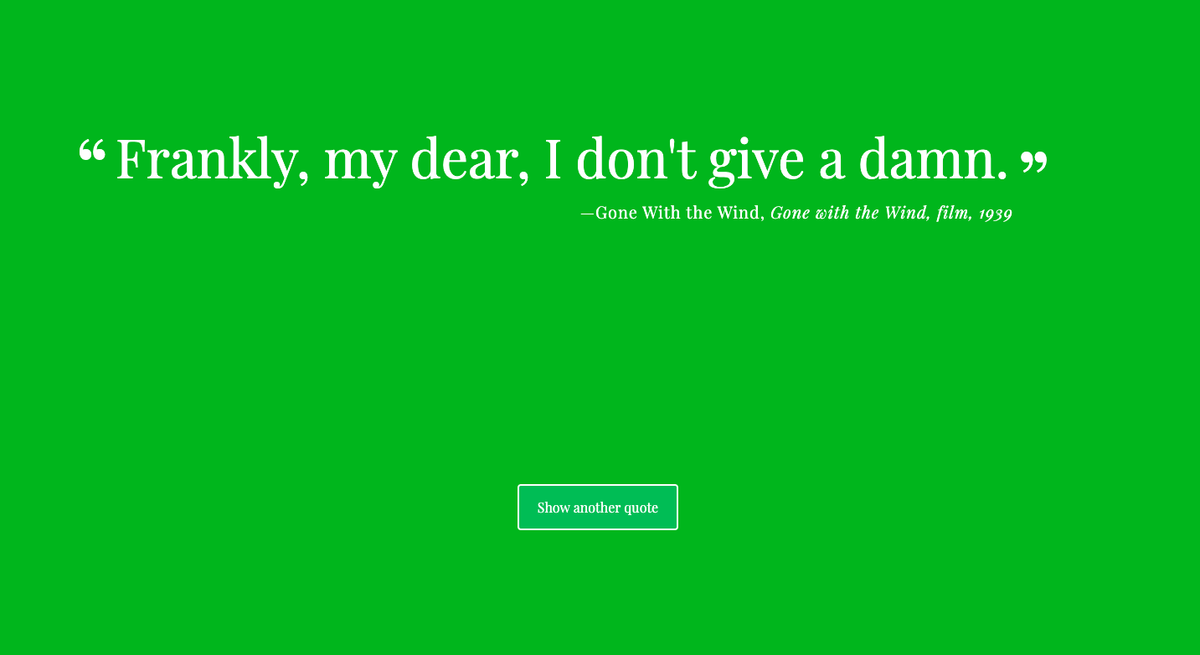 “ Frankly, my dear, I don't give a damn. ”
—Gone With the Wind, Gone with the Wind, film, 1939
Show another quote